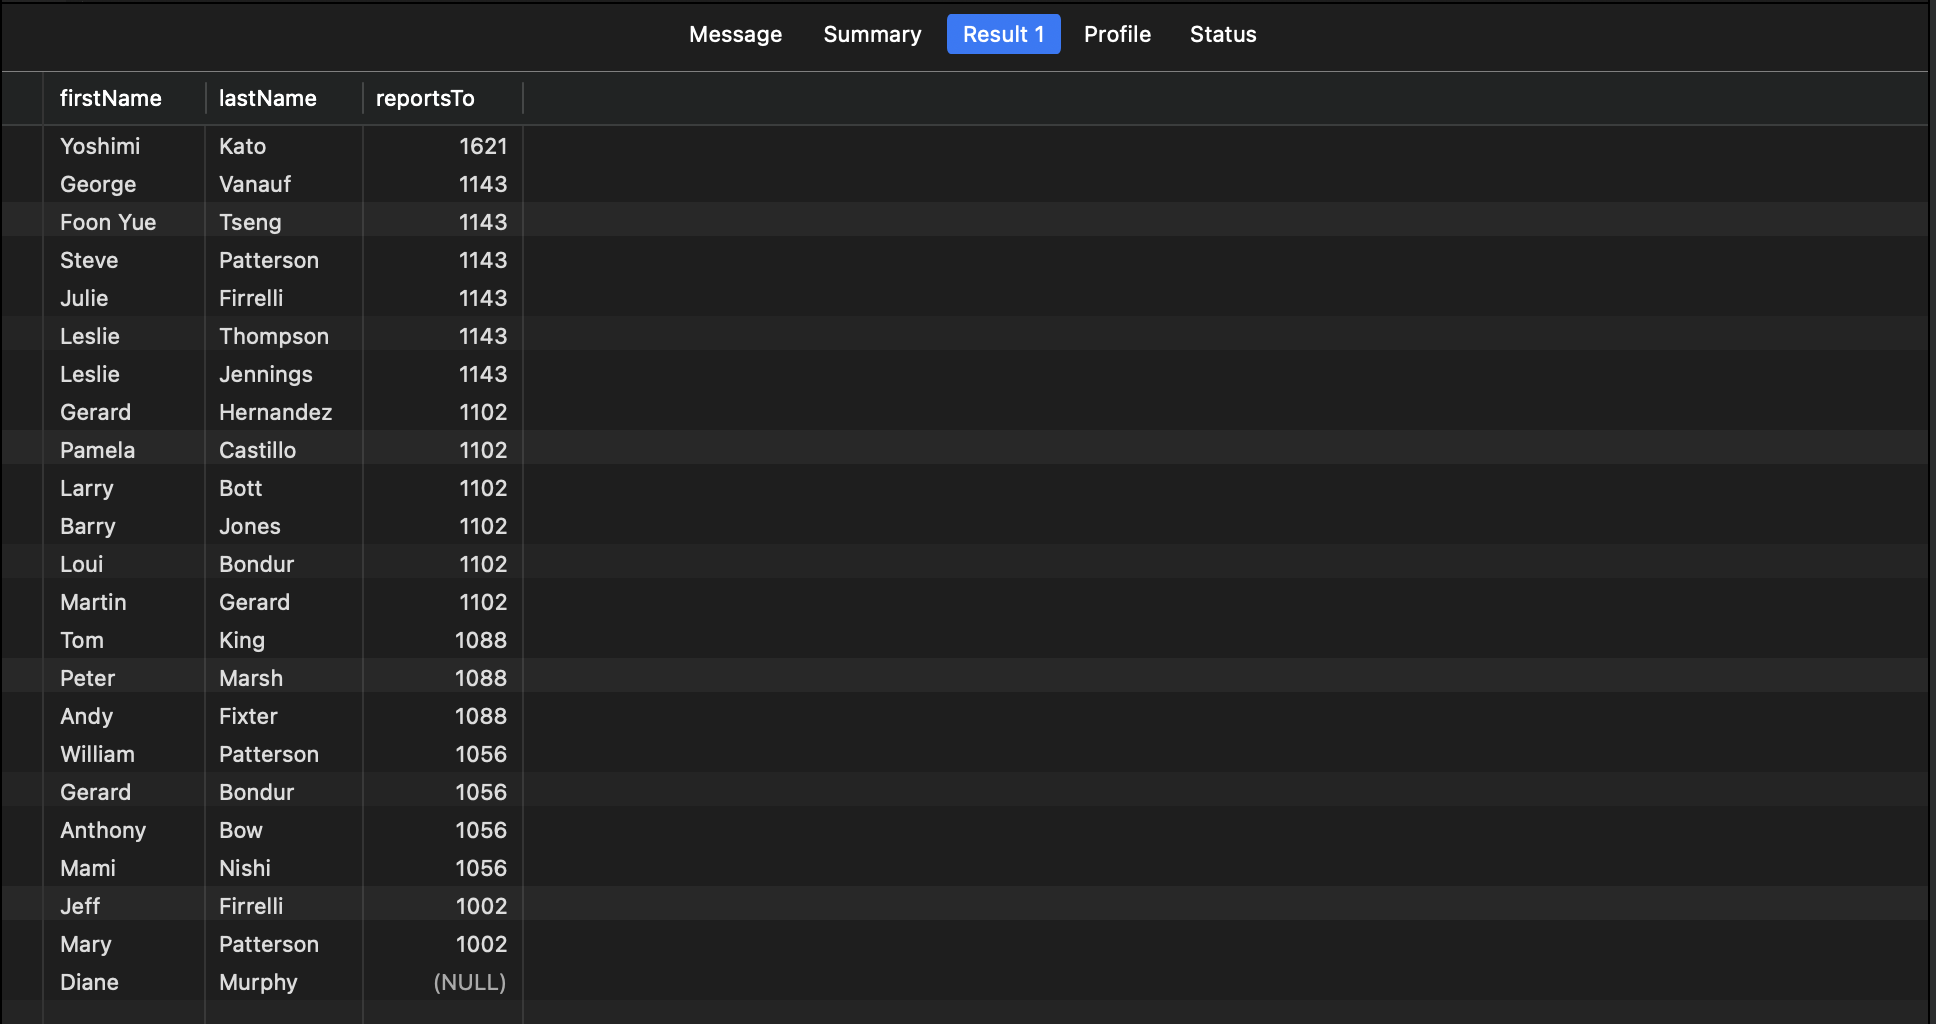 Message Summary Result 1 Profile Status
firstName lastName reportsTo
Yoshimi Kato 1621
George Vanauf 1143
Foon Yue Tseng 1143
Steve Patterson 1143
Julie Firrelli 1143
Leslie Thompson 1143
Leslie Jennings 1143
Gerard Hernandez 1102
Pamela Castillo 1102
Larry Bott 1102
Barry Jones 1102
Loui Bondur 1102
Martin Gerard 1102
Tom King 1088
Peter Marsh 1088
Andy Fixter 1088
William Patterson 1056
Gerard Bondur 1056
Anthony Bow 1056
Mami Nishi 1056
Jeff Firrelli 1002
Mary Patterson 1002
Diane Murphy (NULL)